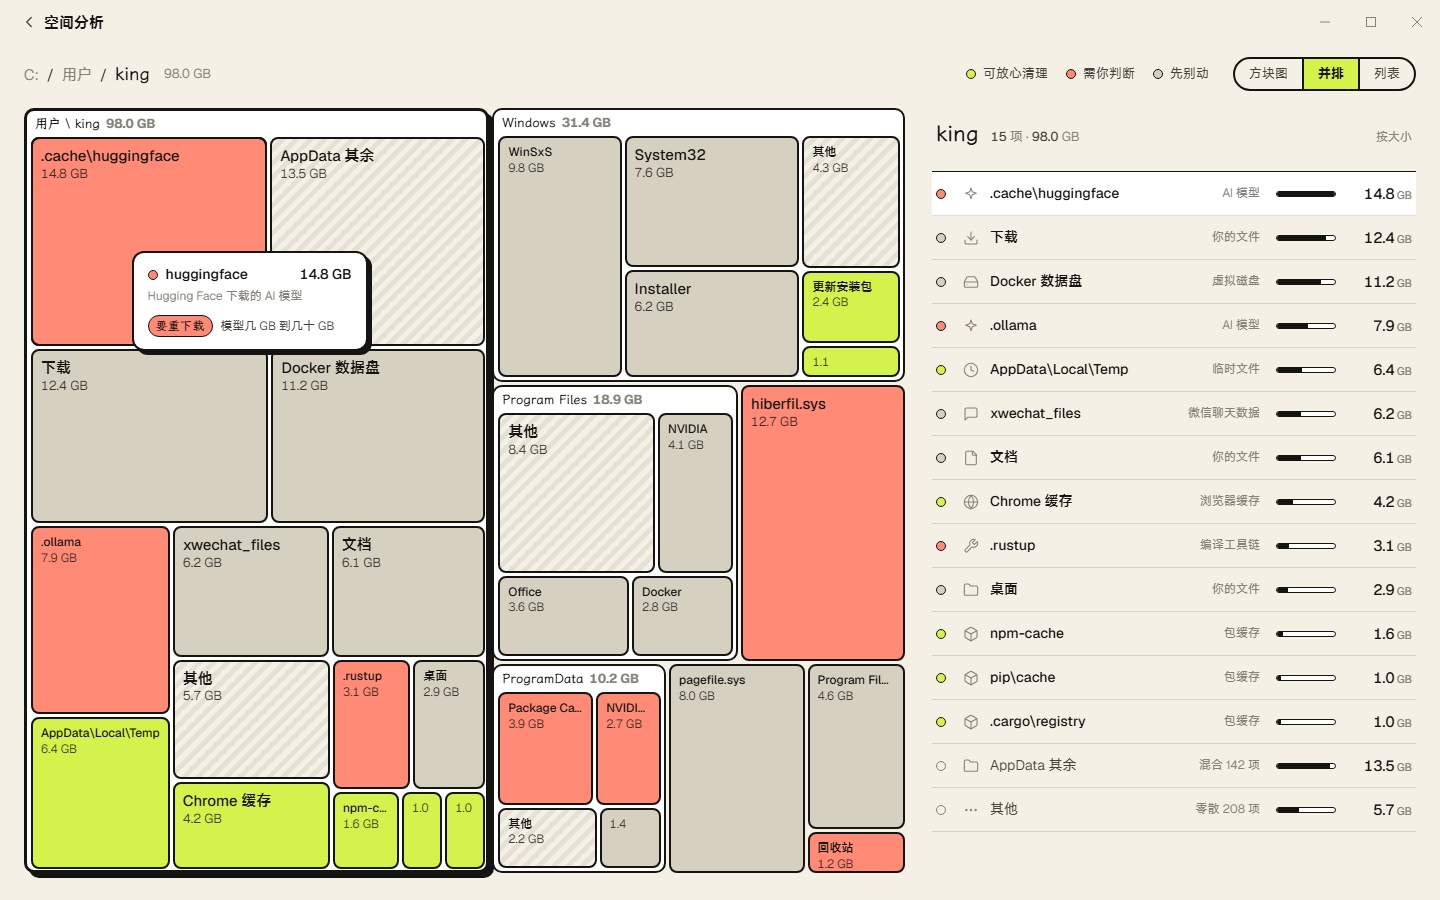 空间分析
C: / 用户 / king 98.0 GB
可放心清理 需你判断 先别动 方块图 并排 列表
用户 \ king 98.0 GB
.cache\huggingface
14.8 GB
AppData 其余
13.5 GB
huggingface 14.8 GB
Hugging Face 下载的 AI 模型
要重下载 模型几 GB 到几十 GB
下载
12.4 GB
Docker 数据盘
11.2 GB
.ollama
7.9 GB
xwechat_files
6.2 GB
文档
6.1 GB
其他
5.7 GB
.rustup
3.1 GB
桌面
2.9 GB
AppData\Local\Temp
6.4 GB
Chrome 缓存
4.2 GB
npm-c...
1.6 GB
1.0
1.0
Windows 31.4 GB
WinSxS
9.8 GB
System32
7.6 GB
其他
4.3 GB
Installer
6.2 GB
更新安装包
2.4 GB
1.1
Program Files 18.9 GB
其他
8.4 GB
NVIDIA
4.1 GB
Office
3.6 GB
Docker
2.8 GB
hiberfil.sys
12.7 GB
ProgramData 10.2 GB
Package Ca...
3.9 GB
NVIDI...
2.7 GB
其他
2.2 GB
1.4
pagefile.sys
8.0 GB
Program Fil...
4.6 GB
回收站
1.2 GB
king 15 项 · 98.0 GB 按大小
.cache\huggingface AI 模型 14.8 GB
下载 你的文件 12.4 GB
Docker 数据盘 虚拟磁盘 11.2 GB
.ollama AI 模型 7.9 GB
AppData\Local\Temp 临时文件 6.4 GB
xwechat_files 微信聊天数据 6.2 GB
文档 你的文件 6.1 GB
Chrome 缓存 浏览器缓存 4.2 GB
.rustup 编译工具链 3.1 GB
桌面 你的文件 2.9 GB
npm-cache 包缓存 1.6 GB
pip\cache 包缓存 1.0 GB
.cargo\registry 包缓存 1.0 GB
AppData 其余 混合 142 项 13.5 GB
其他 零散 208 项 5.7 GB